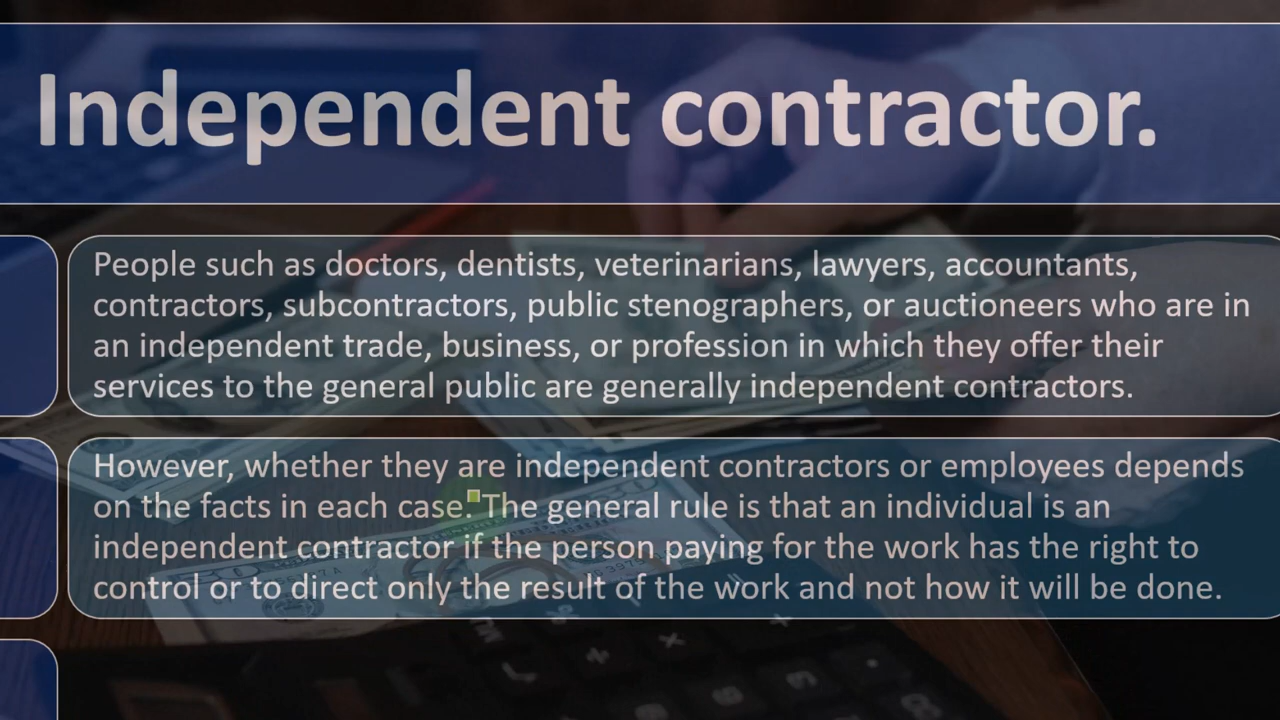 Independent contractor.
People such as doctors, dentists, veterinarians, lawyers, accountants,
contractors, subcontractors, public stenographers, or auctioneers who are in
an independent trade, business, or profession in which they offer their
services to the general public are generally independent contractors.
However, whether they are independent contractors or employees depends
on the facts in each case. The general rule is that an individual is an
independent contractor if the person paying for the work has the right to
control or to direct only the result of the work and not how it will be done.